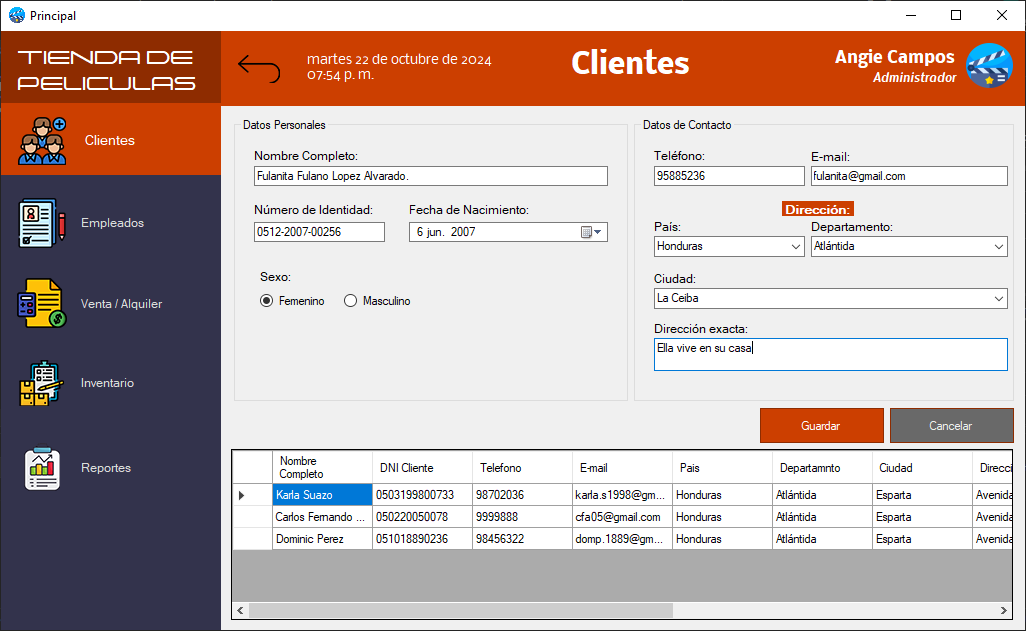 Principal
TIENDA DE
PELICULAS
martes 22 de octubre de 2024
07:54 p. m.
Clientes
Angie Campos
Administrador
Clientes
Empleados
Venta / Alquiler
Inventario
Reportes
Datos Personales
Nombre Completo:
Fulanita Fulano Lopez Alvarado.
Número de Identidad:
Fecha de Nacimiento:
0512-2007-00256
6 jun. 2007
Sexo:
Femenino
Masculino
Datos de Contacto
Teléfono:
E-mail:
95885236
fulanita@gmail.com
Dirección:
País:
Departamento:
Honduras
Atlántida
Ciudad:
La Ceiba
Dirección exacta:
Ella vive en su casa
Guardar
Cancelar
Nombre Completo DNI Cliente Telefono E-mail Pais Departamnto Ciudad Direcci
Karla Suazo 0503199800733 98702036 karla.s1998@gm... Honduras Atlántida Esparta Avenida
Carlos Fernando ... 050220050078 9999888 cfa05@gmail.com Honduras Atlántida Esparta Avenida
Dominic Perez 051018890236 98456322 domp.1889@gm... Honduras Atlántida Esparta Avenida